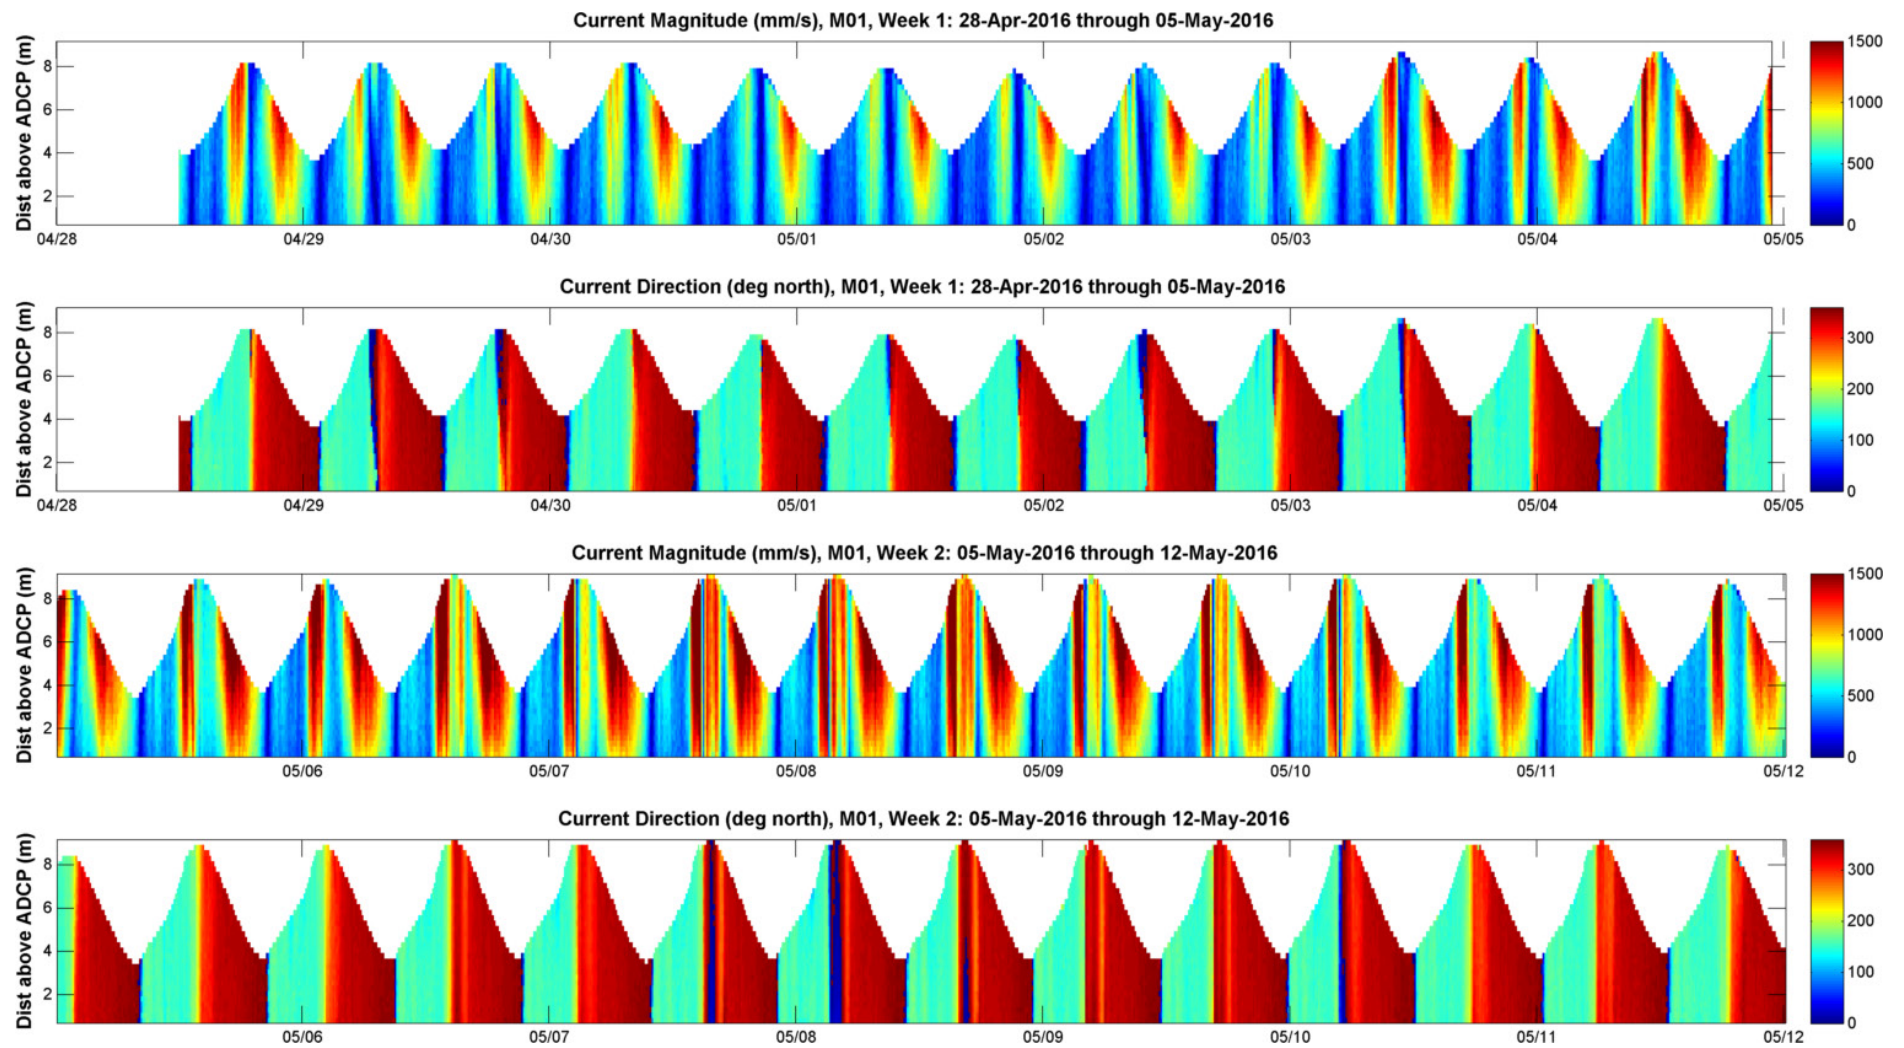 Current Magnitude (mm/s), M01, Week 1: 28-Apr-2016 through 05-May-2016
Dist above ADCP (m)
8
6
4
2
04/28 04/29 04/30 05/01 05/02 05/03 05/04 05/05
1500
1000
500
0
Current Direction (deg north), M01, Week 1: 28-Apr-2016 through 05-May-2016
Dist above ADCP (m)
8
6
4
2
04/28 04/29 04/30 05/01 05/02 05/03 05/04 05/05
300
200
100
0
Current Magnitude (mm/s), M01, Week 2: 05-May-2016 through 12-May-2016
Dist above ADCP (m)
8
6
4
2
05/06 05/07 05/08 05/09 05/10 05/11 05/12
1500
1000
500
0
Current Direction (deg north), M01, Week 2: 05-May-2016 through 12-May-2016
Dist above ADCP (m)
8
6
4
2
05/06 05/07 05/08 05/09 05/10 05/11 05/12
300
200
100
0